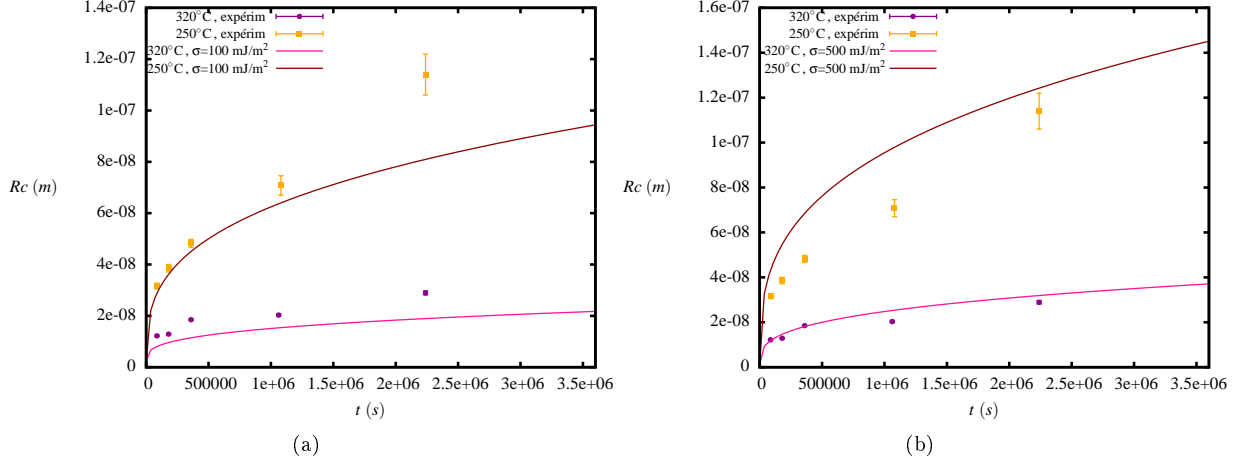 1.4e-07
1.2e-07
1e-07
8e-08
6e-08
4e-08
2e-08
0
Rc (m)
320°C, expérim
250°C, expérim
320°C, σ=100 mJ/m²
250°C, σ=100 mJ/m²
0 500000 1e+06 1.5e+06 2e+06 2.5e+06 3e+06 3.5e+06
t (s)
(a)
1.6e-07
1.4e-07
1.2e-07
1e-07
8e-08
6e-08
4e-08
2e-08
0
Rc (m)
320°C, expérim
250°C, expérim
320°C, σ=500 mJ/m²
250°C, σ=500 mJ/m²
0 500000 1e+06 1.5e+06 2e+06 2.5e+06 3e+06 3.5e+06
t (s)
(b)